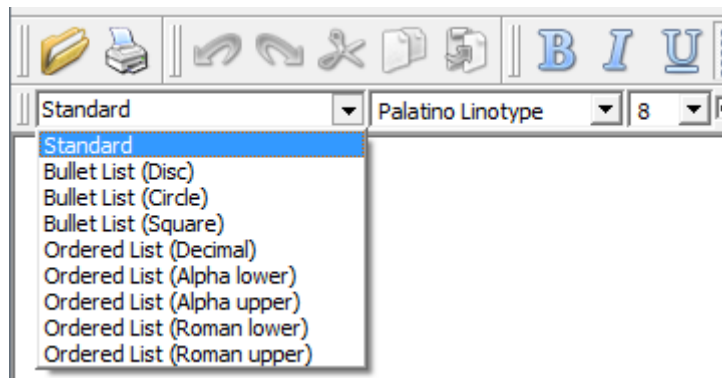 B I U
Standard Palatino Linotype 8
Standard
Bullet List (Disc)
Bullet List (Circle)
Bullet List (Square)
Ordered List (Decimal)
Ordered List (Alpha lower)
Ordered List (Alpha upper)
Ordered List (Roman lower)
Ordered List (Roman upper)